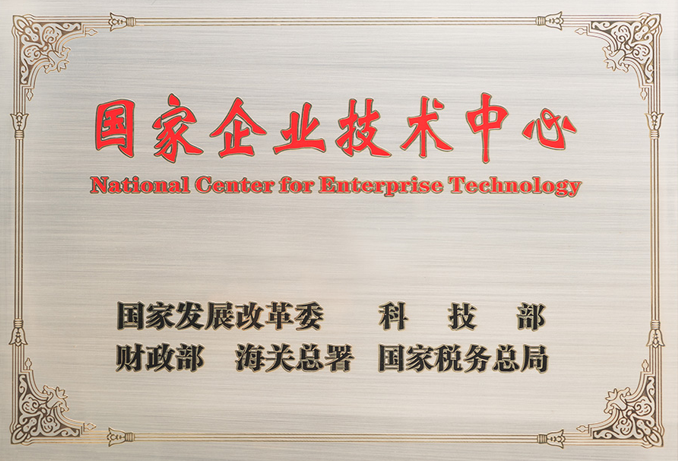 国家企业技术中心
National Center for Enterprise Technology
国家发展改革委 科技部
财政部 海关总署 国家税务总局